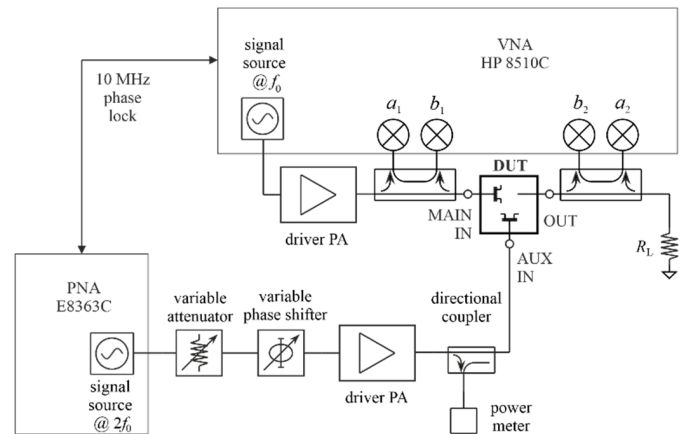 VNA
HP 8510C
signal
source
@ f₀
10 MHz
phase
lock
a₁
b₁
b₂
a₂
DUT
MAIN
IN
OUT
driver PA
R_L
AUX
IN
PNA
E8363C
variable
attenuator
variable
phase shifter
directional
coupler
signal
source
@ 2f₀
driver PA
power
meter